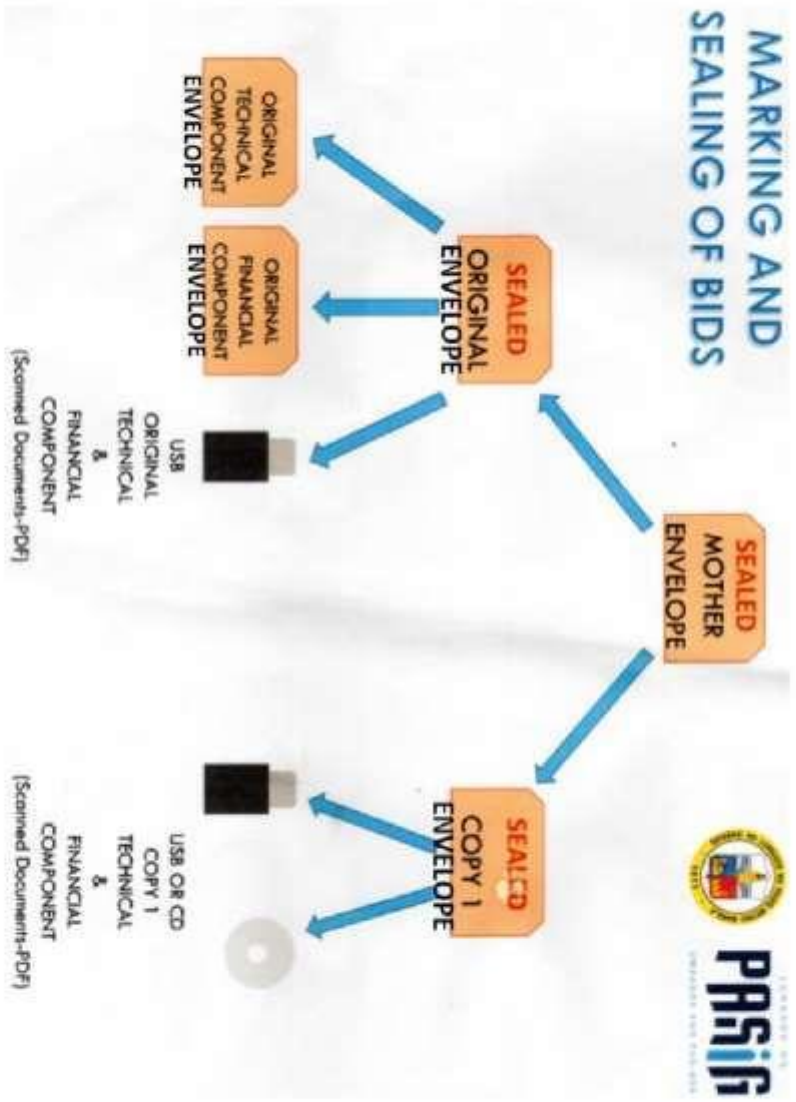 MARKING AND
SEALING OF BIDS
PASIG
SEALED
MOTHER
ENVELOPE
SEALED
ORIGINAL
ENVELOPE
SEALED
COPY 1
ENVELOPE
ORIGINAL
TECHNICAL
COMPONENT
ENVELOPE
ORIGINAL
FINANCIAL
COMPONENT
ENVELOPE
USB
ORIGINAL
TECHNICAL
&
FINANCIAL
COMPONENT
(Scanned Documents-PDF)
USB OR CD
COPY 1
TECHNICAL
&
FINANCIAL
COMPONENT
(Scanned Documents-PDF)